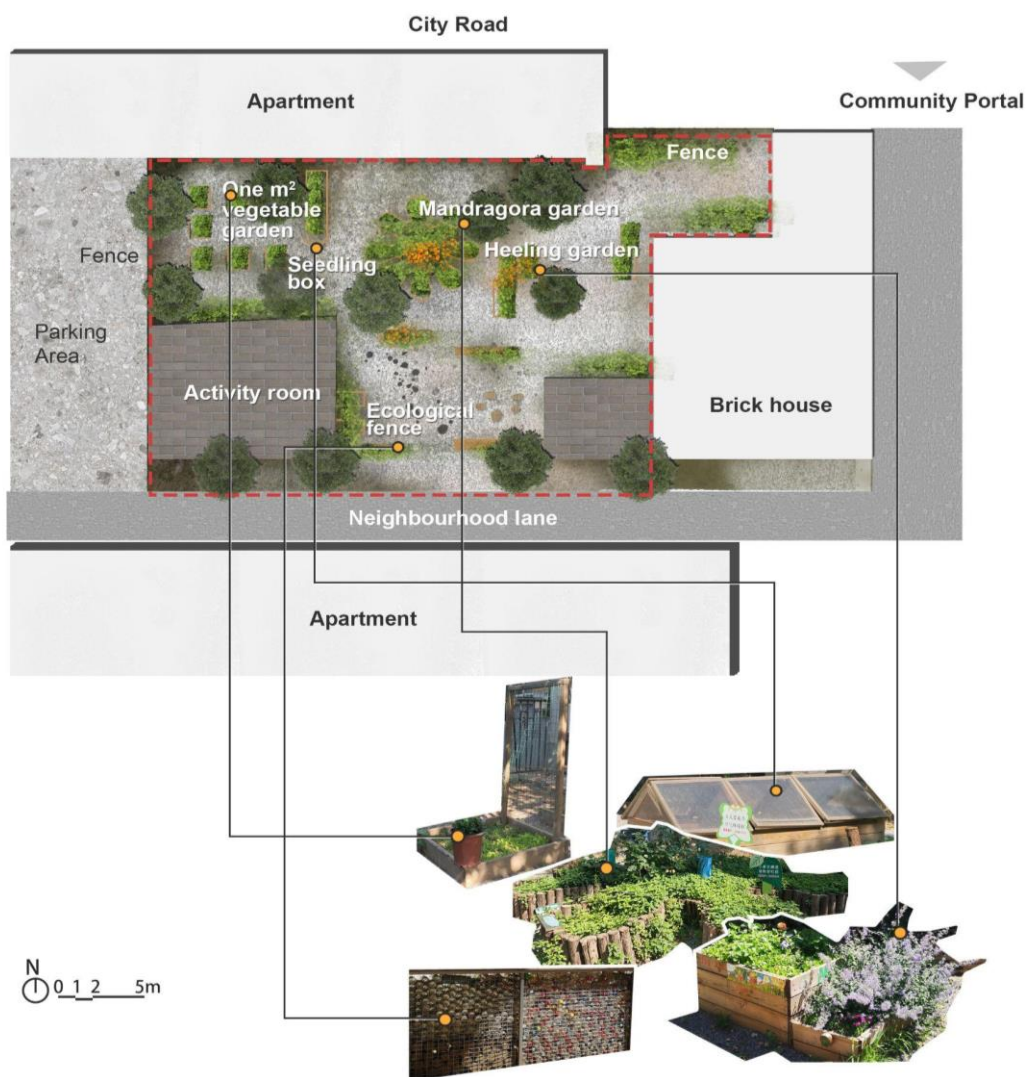 City Road
Apartment
Community Portal
Fence
One m²
vegetable
garden
Mandragora garden
Fence
Seedling
box
Heeling garden
Parking
Area
Activity room
Ecological
fence
Brick house
Neighbourhood lane
Apartment
N
0 1 2 5m